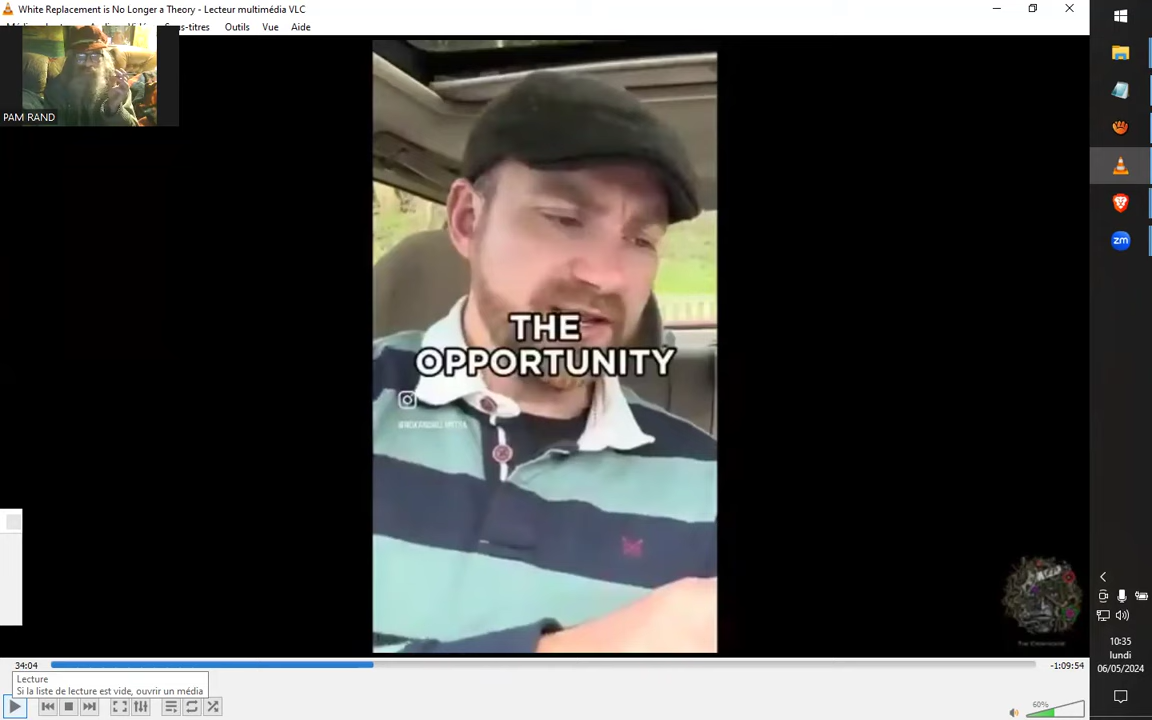 White Replacement is No Longer a Theory - Lecteur multimédia VLC
Outils Vue Aide
PAM RAND
THE
OPPORTUNITY
34:04
-1:09:54
Lecture
Si la liste de lecture est vide, ouvrir un média
60%
zm
10:35
lundi
06/05/2024